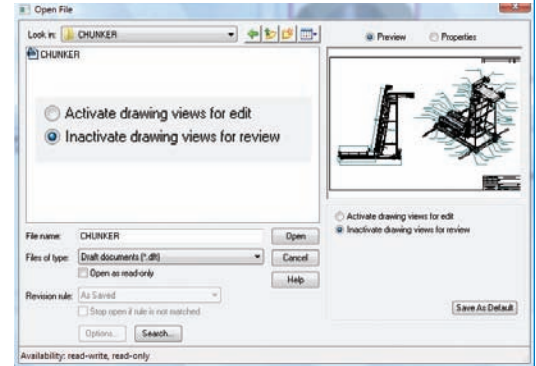 Open File
Look in: CHUNKER
Preview Properties
CHUNKER
Activate drawing views for edit
Inactivate drawing views for review
Activate drawing views for edit
Inactivate drawing views for review
File name: CHUNKER Open
Files of type: Draft documents (*.dft) Cancel
Open as read-only
Help
Revision rule: As Saved
Save As Default
Stop open if rule is not matched
Options... Search...
Availability: read-write, read-only